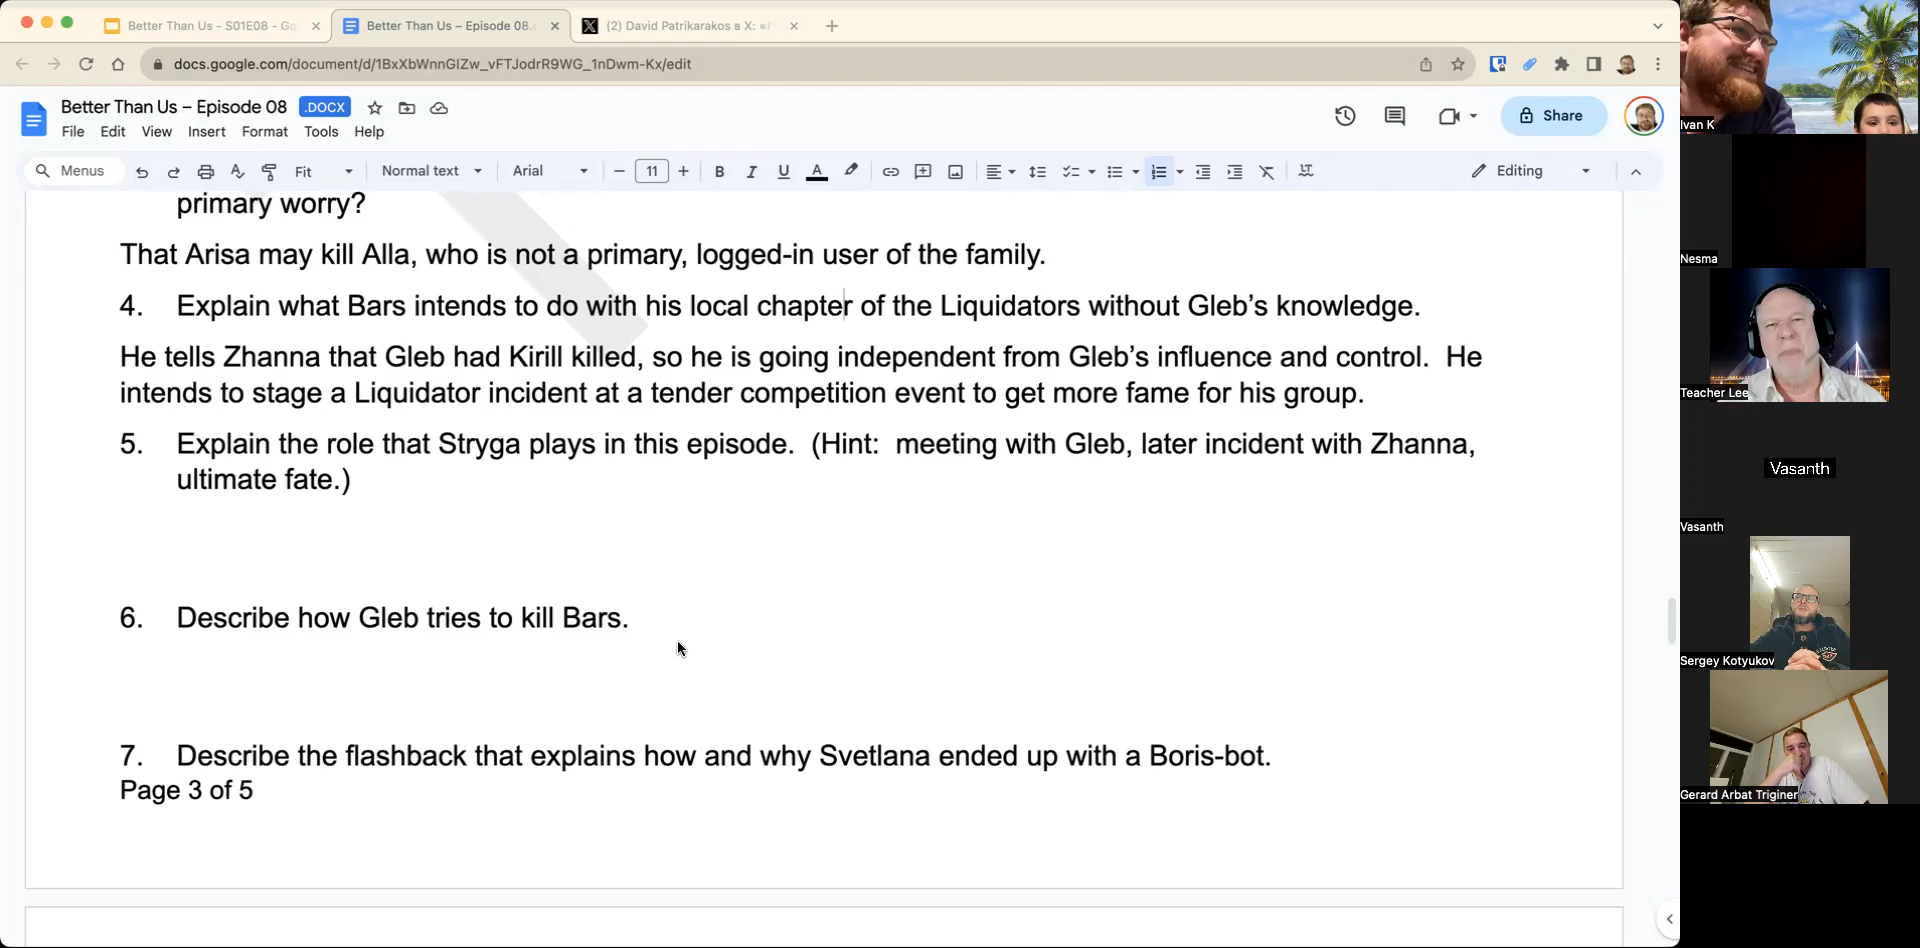 Better Than Us - S01E08 - Go
Better Than Us – Episode 08.
(2) David Patrikarakos в X: «
docs.google.com/document/d/1BxXbWnnGIZw_vFTJodrR9WG_1nDwm-Kx/edit
Better Than Us – Episode 08 .DOCX
Share
File Edit View Insert Format Tools Help
Menus Fit Normal text Arial 11 Editing
primary worry?
That Arisa may kill Alla, who is not a primary, logged-in user of the family.
4. Explain what Bars intends to do with his local chapter of the Liquidators without Gleb’s knowledge.
He tells Zhanna that Gleb had Kirill killed, so he is going independent from Gleb’s influence and control.  He
intends to stage a Liquidator incident at a tender competition event to get more fame for his group.
5. Explain the role that Stryga plays in this episode.  (Hint:  meeting with Gleb, later incident with Zhanna,
ultimate fate.)
6. Describe how Gleb tries to kill Bars.
7. Describe the flashback that explains how and why Svetlana ended up with a Boris-bot.
Page 3 of 5
Ivan K
Nesma
Teacher Lee
Vasanth
Vasanth
Sergey Kotyukov
Gerard Arbat Triginer